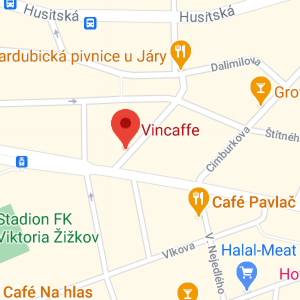 Husitská
Husitská
ardubická pivnice u Járy
Dalimilova
Gro
Vincaffe
Štítnéh
Cimburkova
Café Pavlač
Stadion FK
Viktoria Žižkov
Vlkova
V. Nejedlého
Halal-Meat
Ho
Café Na hlas